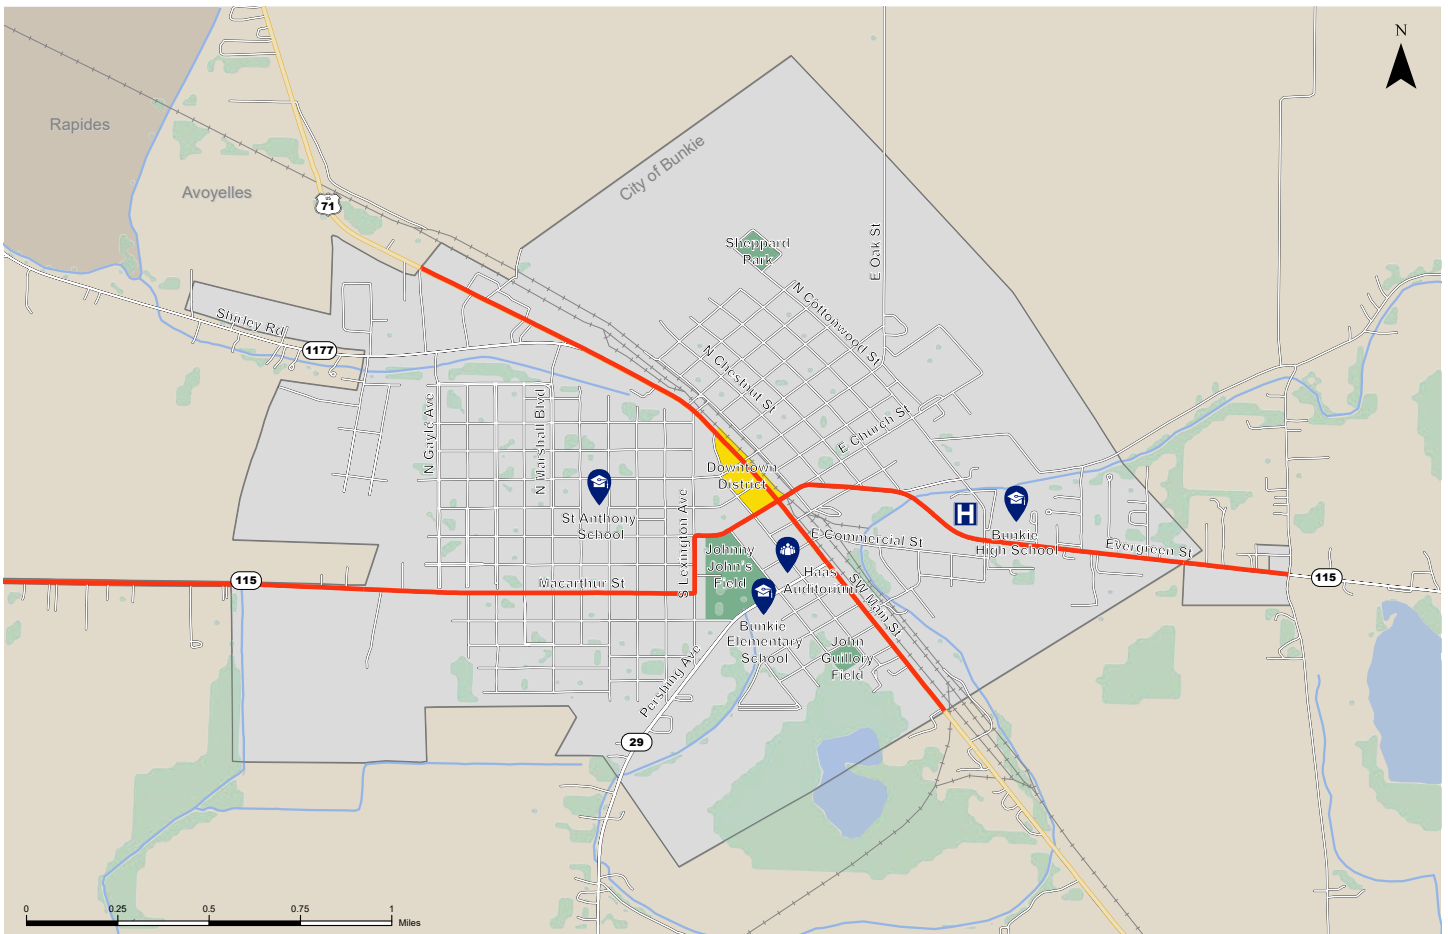 N
Rapides
City of Bunkie
Avoyelles
US
71
E Oak St
Sheppard
Park
N Cottonwood St
Shirley Rd
1177
N Chestnut St
N Gayle Ave
N Marshall Blvd
E Church St
Downtown
District
S Lexington Ave
St Anthony
School
H
Bunkie
High School
E Commercial St
Evergreen St
Johnny
John's
Field
Haas
Auditorium
115
Macarthur St
115
SW Main St
Bunkie
Elementary
School
John
Guillory
Field
Pershing Ave
29
0
0.25
0.5
0.75
1
Miles